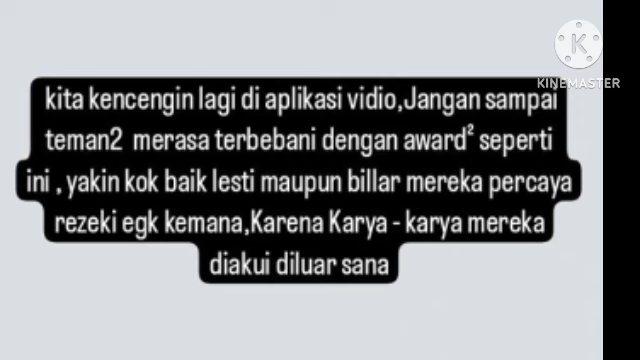 KINEMASTER
kita kencengin lagi di aplikasi vidio,Jangan sampai
teman2 merasa terbebani dengan award² seperti
ini , yakin kok baik lesti maupun billar mereka percaya
rezeki egk kemana,Karena Karya - karya mereka
diakui diluar sana